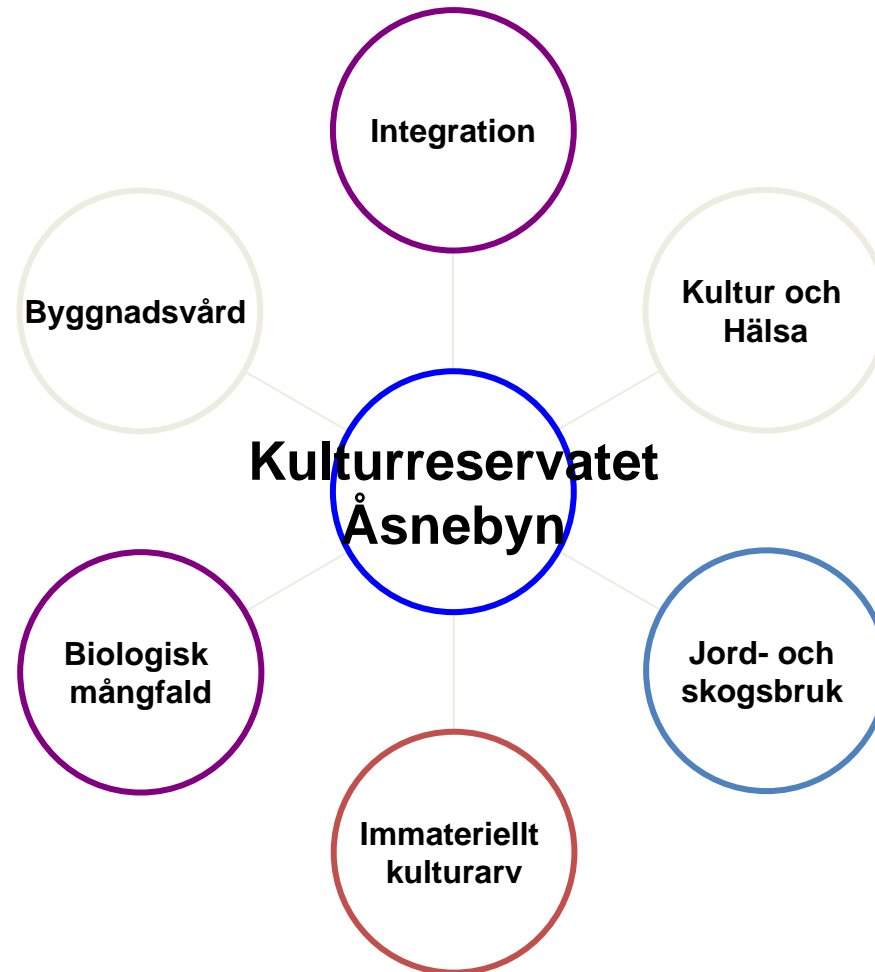 Integration
Byggnadsvård
Kultur och
Hälsa
Kulturreservatet
Åsnebyn
Biologisk
mångfald
Jord- och
skogsbruk
Immateriellt
kulturarv